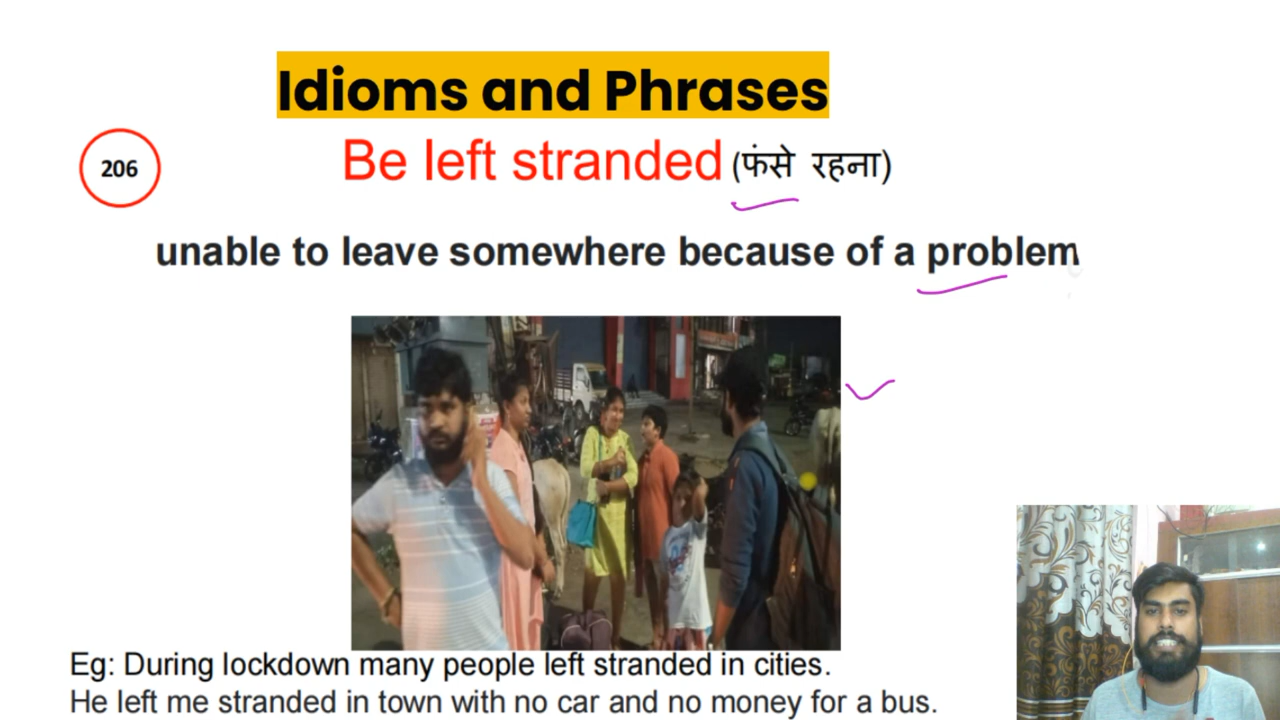 Idioms and Phrases
206
Be left stranded (फंसे रहना)
unable to leave somewhere because of a problem
Eg: During lockdown many people left stranded in cities.
He left me stranded in town with no car and no money for a bus.